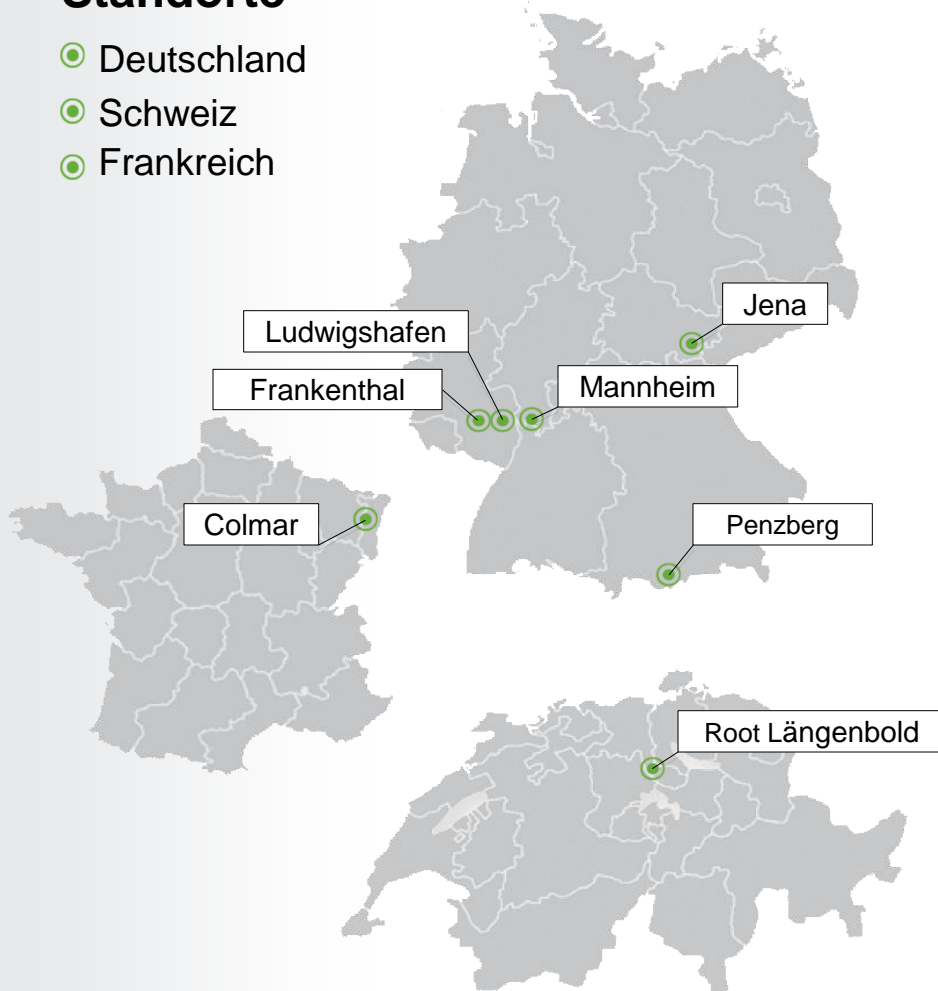 Standorte
Deutschland
Schweiz
Frankreich
Jena
Ludwigshafen
Frankenthal
Mannheim
Colmar
Penzberg
Root Längenbold